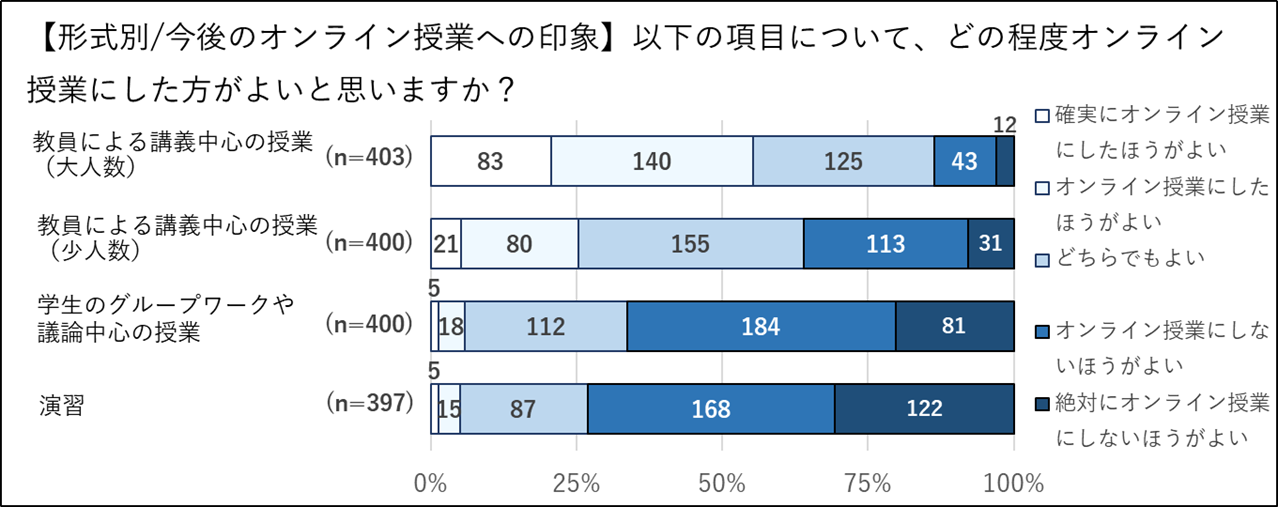 【形式別/今後のオンライン授業への印象】以下の項目について、どの程度オンライン
授業にした方がよいと思いますか？
教員による講義中心の授業
（大人数）
(n=403)
83
140
125
43
12
教員による講義中心の授業
（少人数）
(n=400)
21
80
155
113
31
学生のグループワークや
議論中心の授業
(n=400)
5
18
112
184
81
演習
(n=397)
5
15
87
168
122
0%
25%
50%
75%
100%
確実にオンライン授業
にしたほうがよい
オンライン授業にした
ほうがよい
どちらでもよい
オンライン授業にしな
いほうがよい
絶対にオンライン授業
にしないほうがよい